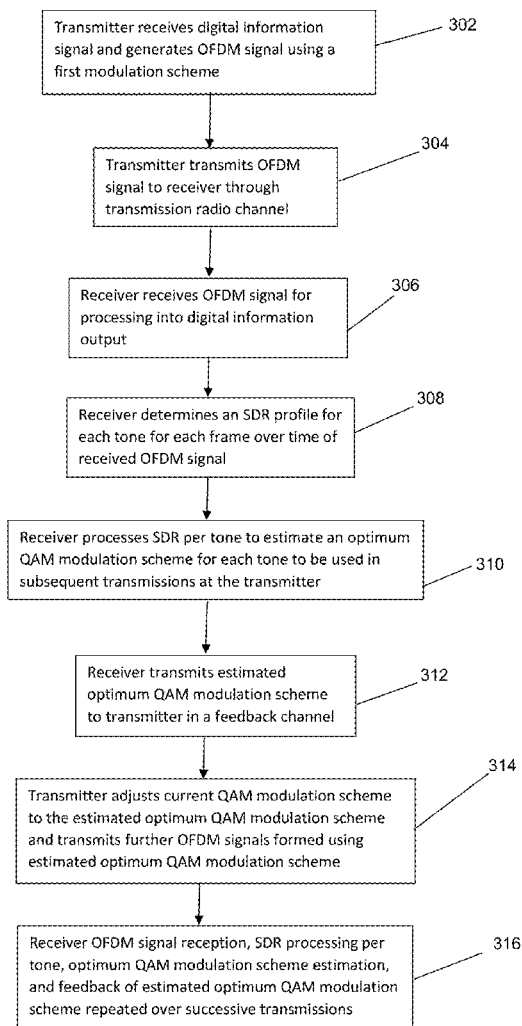 Transmitter receives digital information
signal and generates OFDM signal using a
first modulation scheme
302
Transmitter transmits OFDM
signal to receiver through
transmission radio channel
304
Receiver receives OFDM signal for
processing into digital information
output
306
Receiver determines an SDR profile for
each tone for each frame over time of
received OFDM signal
308
Receiver processes SDR per tone to estimate an optimum
QAM modulation scheme for each tone to be used in
subsequent transmissions at the transmitter
310
Receiver transmits estimated
optimum QAM modulation scheme
to transmitter in a feedback channel
312
Transmitter adjusts current QAM modulation scheme
to the estimated optimum QAM modulation scheme
and transmits further OFDM signals formed using
estimated optimum QAM modulation scheme
314
Receiver OFDM signal reception, SDR processing per
tone, optimum QAM modulation scheme estimation,
and feedback of estimated optimum QAM modulation
scheme repeated over successive transmissions
316